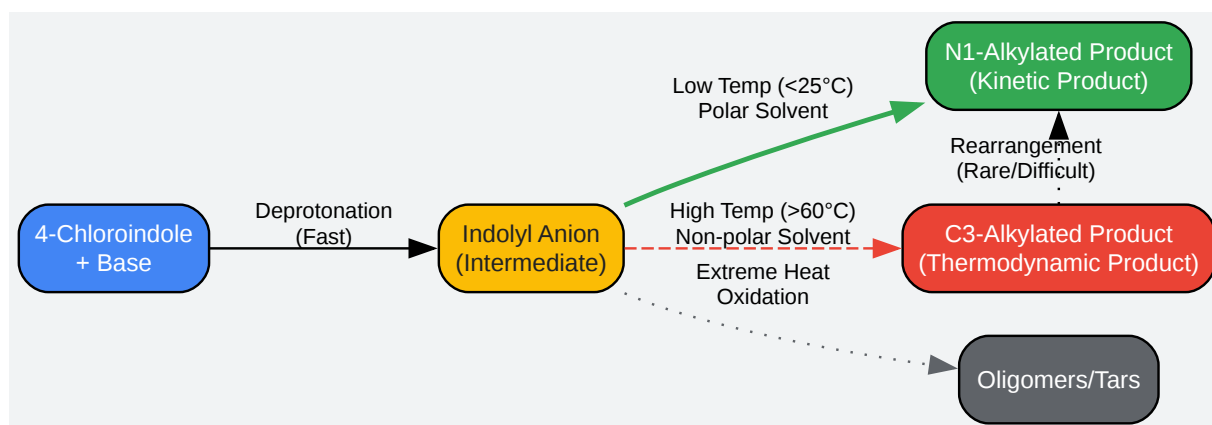 4-Chloroindole
+ Base
Deprotonation
(Fast)
Indolyl Anion
(Intermediate)
Low Temp (<25°C)
Polar Solvent
N1-Alkylated Product
(Kinetic Product)
Rearrangement
(Rare/Difficult)
High Temp (>60°C)
Non-polar Solvent
C3-Alkylated Product
(Thermodynamic Product)
Extreme Heat
Oxidation
Oligomers/Tars